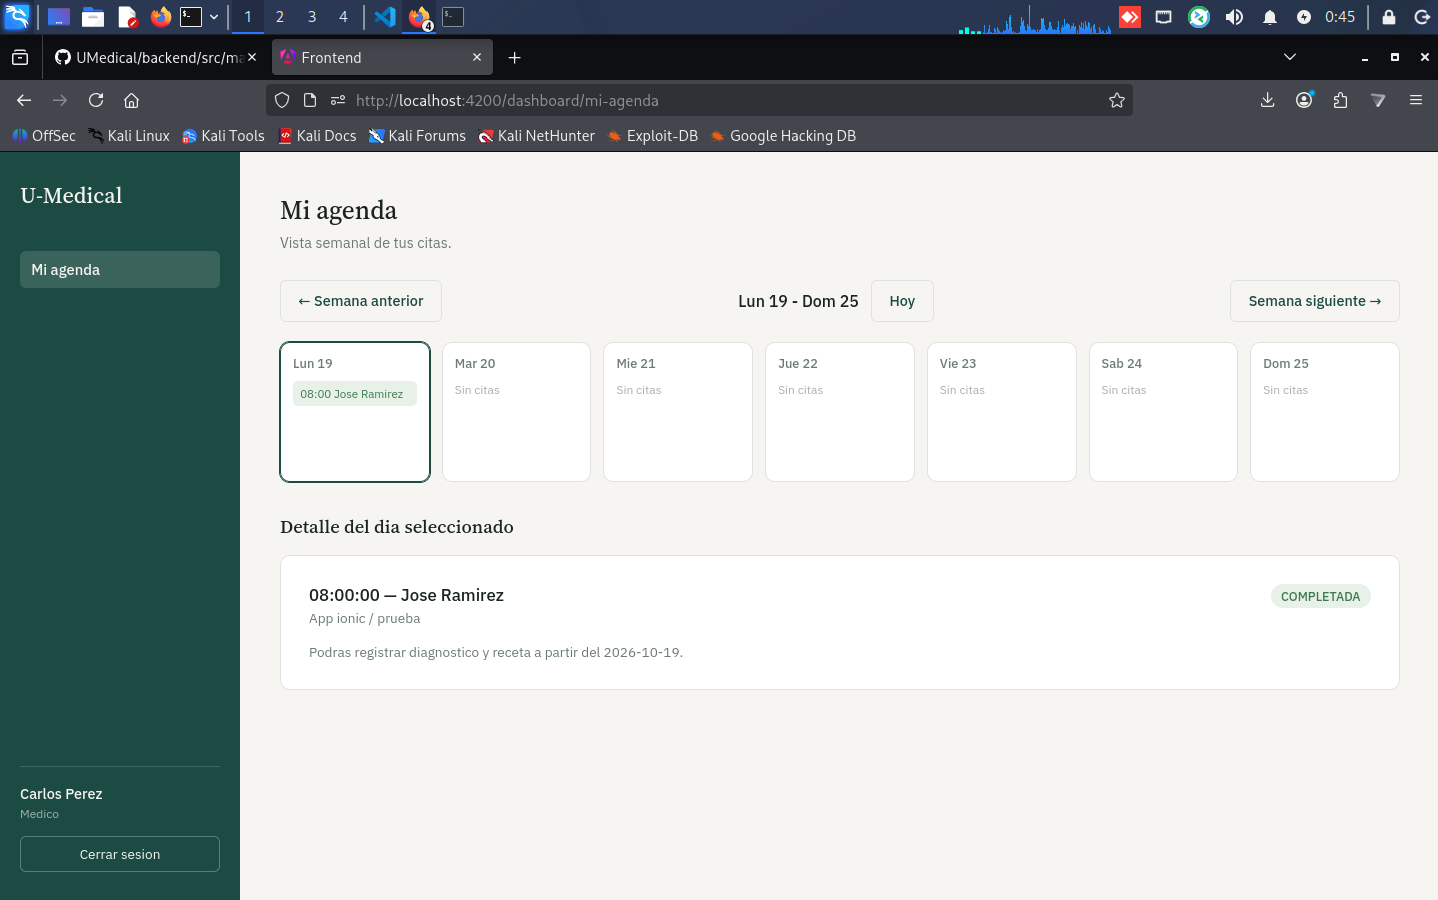 1
2
3
4
4
0:45
UMedical/backend/src/ma
Frontend
http://localhost:4200/dashboard/mi-agenda
OffSec
Kali Linux
Kali Tools
Kali Docs
Kali Forums
Kali NetHunter
Exploit-DB
Google Hacking DB
U-Medical
Mi agenda
Carlos Perez
Medico
Cerrar sesion
Mi agenda
Vista semanal de tus citas.
← Semana anterior
Lun 19 - Dom 25
Hoy
Semana siguiente →
Lun 19
08:00 Jose Ramirez
Mar 20
Sin citas
Mie 21
Sin citas
Jue 22
Sin citas
Vie 23
Sin citas
Sab 24
Sin citas
Dom 25
Sin citas
Detalle del dia seleccionado
08:00:00 — Jose Ramirez
COMPLETADA
App ionic / prueba
Podras registrar diagnostico y receta a partir del 2026-10-19.